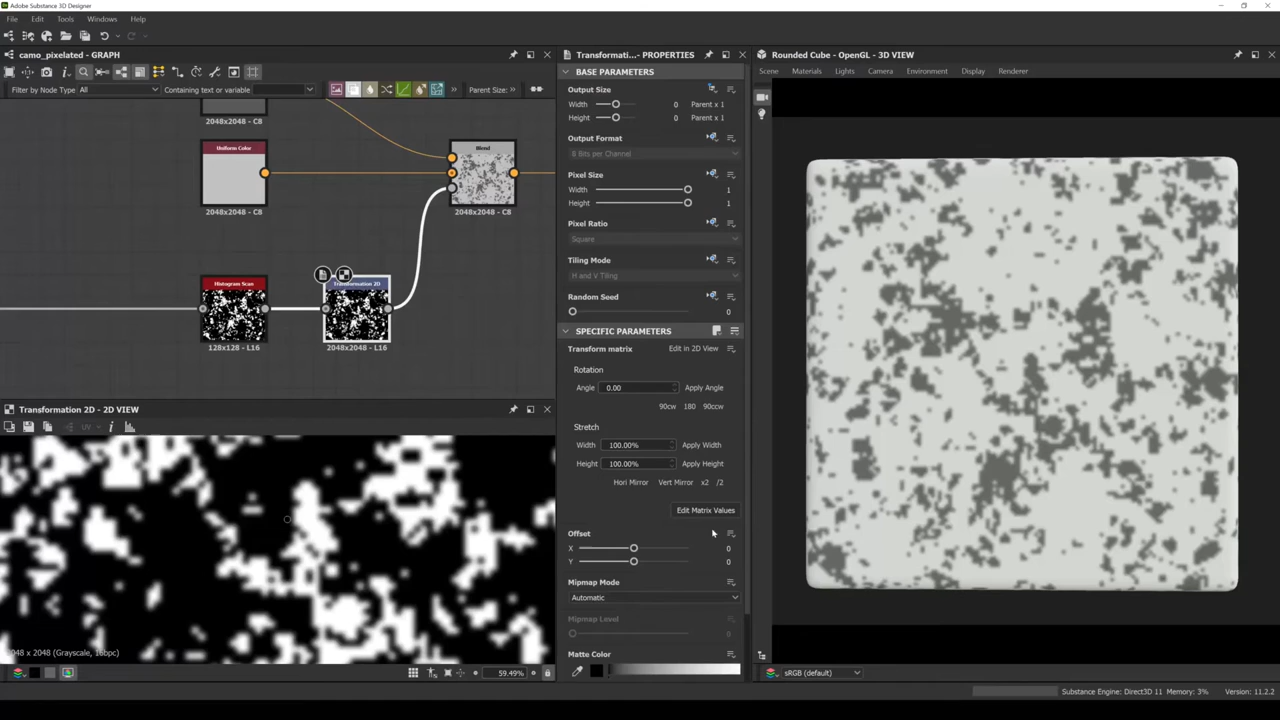 Adobe Substance 3D Designer
File Edit Tools Windows Help
camo_pixelated - GRAPH
Filter by Node Type All Containing text or variable Parent Size:
2048x2048 - C8
Uniform Color
2048x2048 - C8
Blend
2048x2048 - C8
Histogram Scan
128x128 - L16
Transformation 2D
2048x2048 - L16
Transformation 2D - 2D VIEW
UV
2048 x 2048 (Grayscale, 16bpc)
59.49%
Transformati...- PROPERTIES
BASE PARAMETERS
Output Size
Width 0 Parent x 1
Height 0 Parent x 1
Output Format
8 Bits per Channel
Pixel Size
Width 1
Height 1
Pixel Ratio
Square
Tiling Mode
H and V Tiling
Random Seed
0
SPECIFIC PARAMETERS
Transform matrix Edit in 2D View
Rotation
Angle 0.00 Apply Angle
90cw 180 90ccw
Stretch
Width 100.00% Apply Width
Height 100.00% Apply Height
Hori Mirror Vert Mirror x2 /2
Edit Matrix Values
Offset
X 0
Y 0
Mipmap Mode
Automatic
Mipmap Level
0
Matte Color
Rounded Cube - OpenGL - 3D VIEW
Scene Materials Lights Camera Environment Display Renderer
sRGB (default)
Substance Engine: Direct3D 11 Memory: 3% Version: 11.2.2